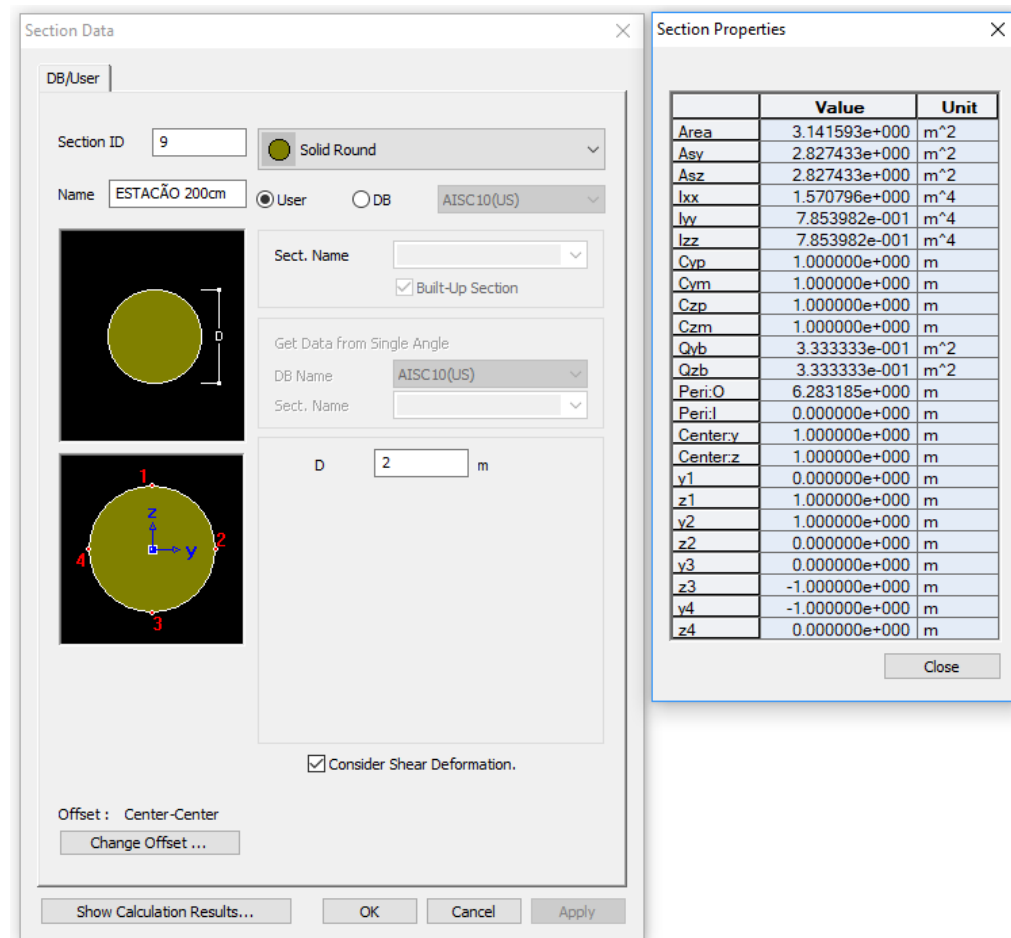 Section Data
DB/User
Section ID 9 Solid Round
Name ESTACÃO 200cm User DB AISC10(US)
D
Sect. Name
Built-Up Section
Get Data from Single Angle
DB Name AISC10(US)
Sect. Name
1
z
y
2
4
3
D 2 m
Consider Shear Deformation.
Offset : Center-Center
Change Offset ...
Show Calculation Results... OK Cancel Apply
Section Properties
Value Unit
Area 3.141593e+000 m^2
Asy 2.827433e+000 m^2
Asz 2.827433e+000 m^2
Ixx 1.570796e+000 m^4
Iyy 7.853982e-001 m^4
Izz 7.853982e-001 m^4
Cyp 1.000000e+000 m
Cym 1.000000e+000 m
Czp 1.000000e+000 m
Czm 1.000000e+000 m
Qyb 3.333333e-001 m^2
Qzb 3.333333e-001 m^2
Peri:O 6.283185e+000 m
Peri:I 0.000000e+000 m
Center:y 1.000000e+000 m
Center:z 1.000000e+000 m
y1 0.000000e+000 m
z1 1.000000e+000 m
y2 1.000000e+000 m
z2 0.000000e+000 m
y3 0.000000e+000 m
z3 -1.000000e+000 m
y4 -1.000000e+000 m
z4 0.000000e+000 m
Close